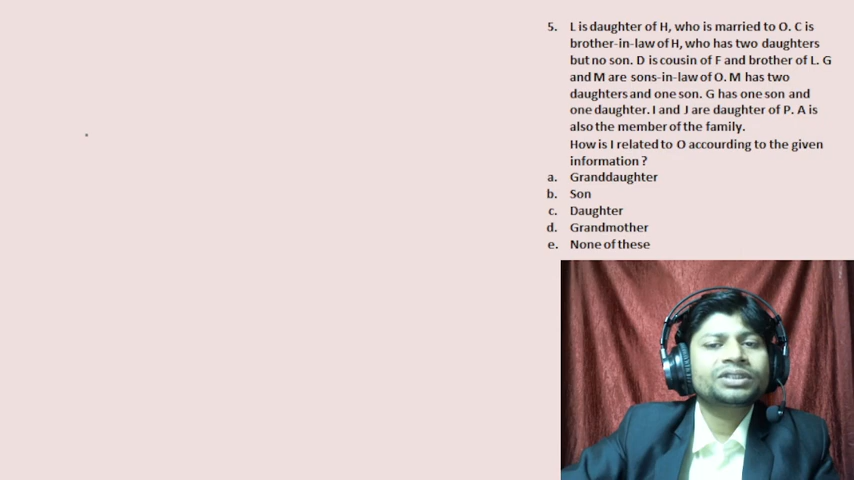 5. L is daughter of H, who is married to O. C is
brother-in-law of H, who has two daughters
but no son. D is cousin of F and brother of L. G
and M are sons-in-law of O. M has two
daughters and one son. G has one son and
one daughter. I and J are daughter of P. A is
also the member of the family.
How is I related to O accourding to the given
information ?
a. Granddaughter
b. Son
c. Daughter
d. Grandmother
e. None of these